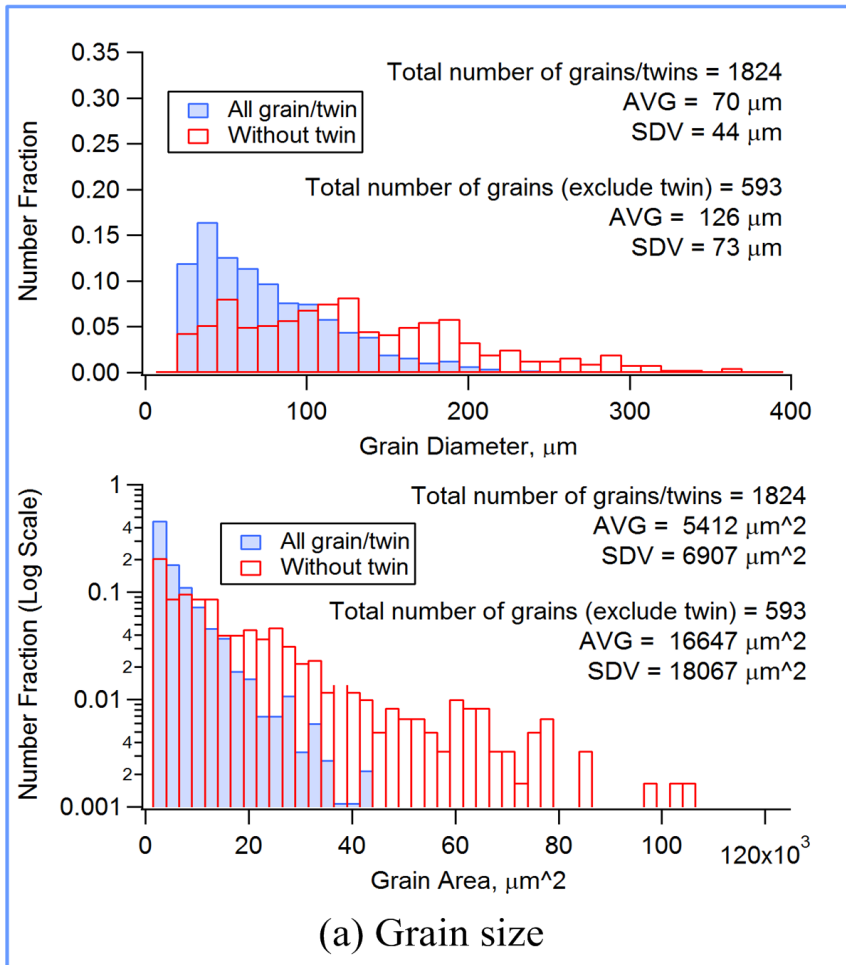 0.35
0.30
0.25
0.20
0.15
0.10
0.05
0.00
Number Fraction
All grain/twin
Without twin
Total number of grains/twins = 1824
AVG = 70 μm
SDV = 44 μm
Total number of grains (exclude twin) = 593
AVG = 126 μm
SDV = 73 μm
0 100 200 300 400
Grain Diameter, μm
1
4
2
0.1
4
2
0.01
4
2
0.001
Number Fraction (Log Scale)
All grain/twin
Without twin
Total number of grains/twins = 1824
AVG = 5412 μm^2
SDV = 6907 μm^2
Total number of grains (exclude twin) = 593
AVG = 16647 μm^2
SDV = 18067 μm^2
0 20 40 60 80 100 120x10³
Grain Area, μm^2
(a) Grain size